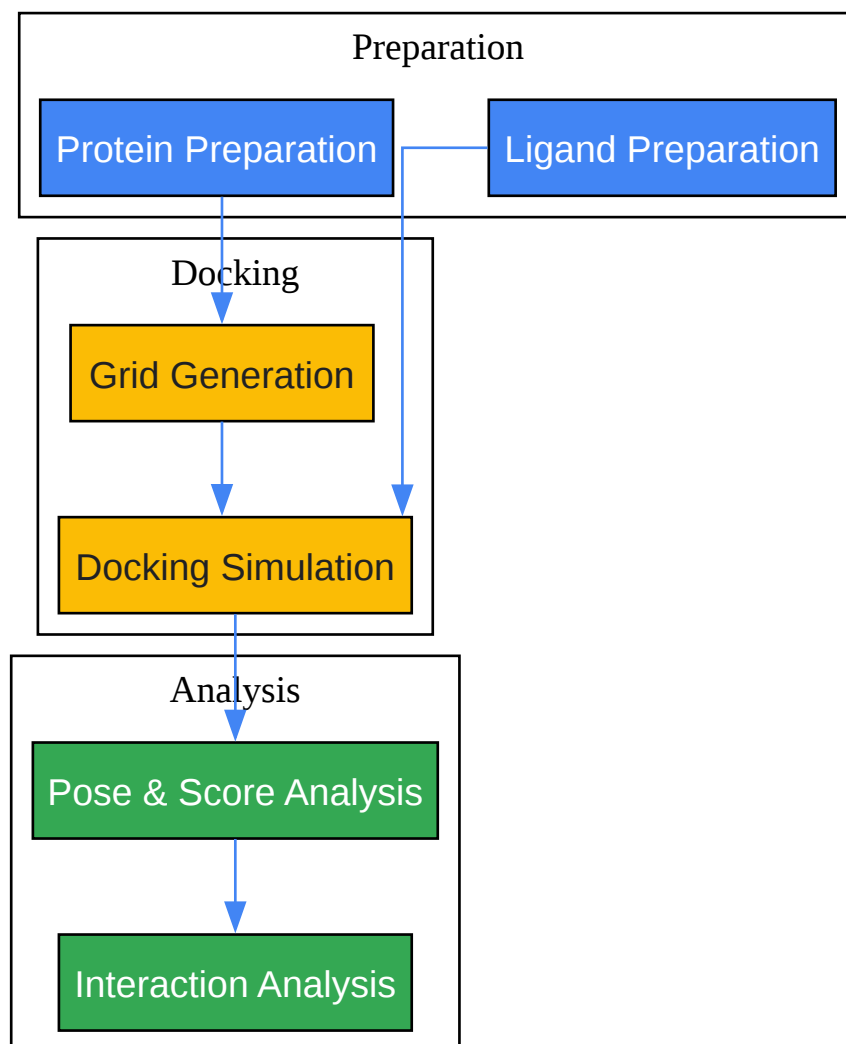 Preparation
Protein Preparation
Ligand Preparation
Docking
Grid Generation
Docking Simulation
Analysis
Pose & Score Analysis
Interaction Analysis